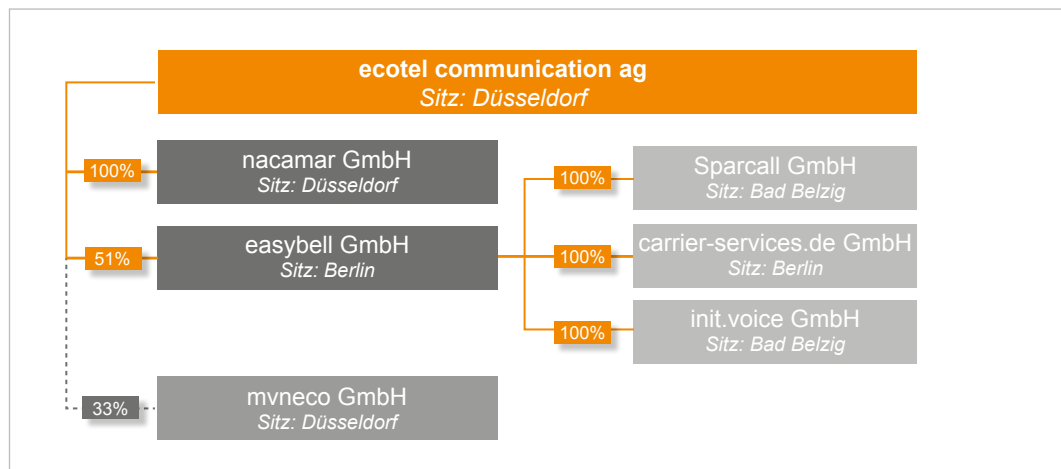 ecotel communication ag
Sitz: Düsseldorf
100%
nacamar GmbH
Sitz: Düsseldorf
51%
easybell GmbH
Sitz: Berlin
100%
Sparcall GmbH
Sitz: Bad Belzig
100%
carrier-services.de GmbH
Sitz: Berlin
100%
init.voice GmbH
Sitz: Bad Belzig
33%
mvneco GmbH
Sitz: Düsseldorf